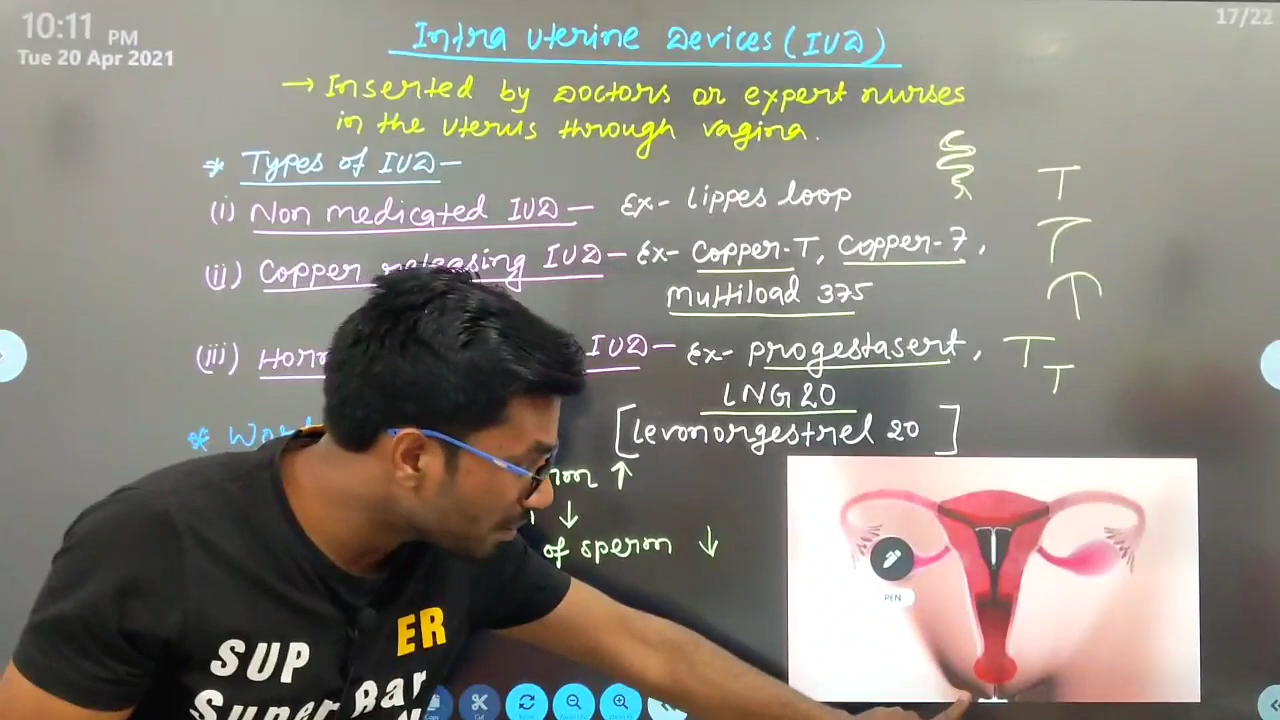 10:11 PM
Tue 20 Apr 2021
17/22
Intra Uterine Devices (IUD)
→ Inserted by Doctors or expert nurses
in the uterus through vagina.
* Types of IUD-
(i) Non medicated IUD - Ex- Lippes loop
(ii) Copper releasing IUD - Ex- Copper-T, Copper-7,
Multiload 375
(iii) IUD - Ex- progestasert,
LNG 20
[levonorgestrel 20]
*
↑
↓
of sperm ↓
PEN
SUP ER
Super